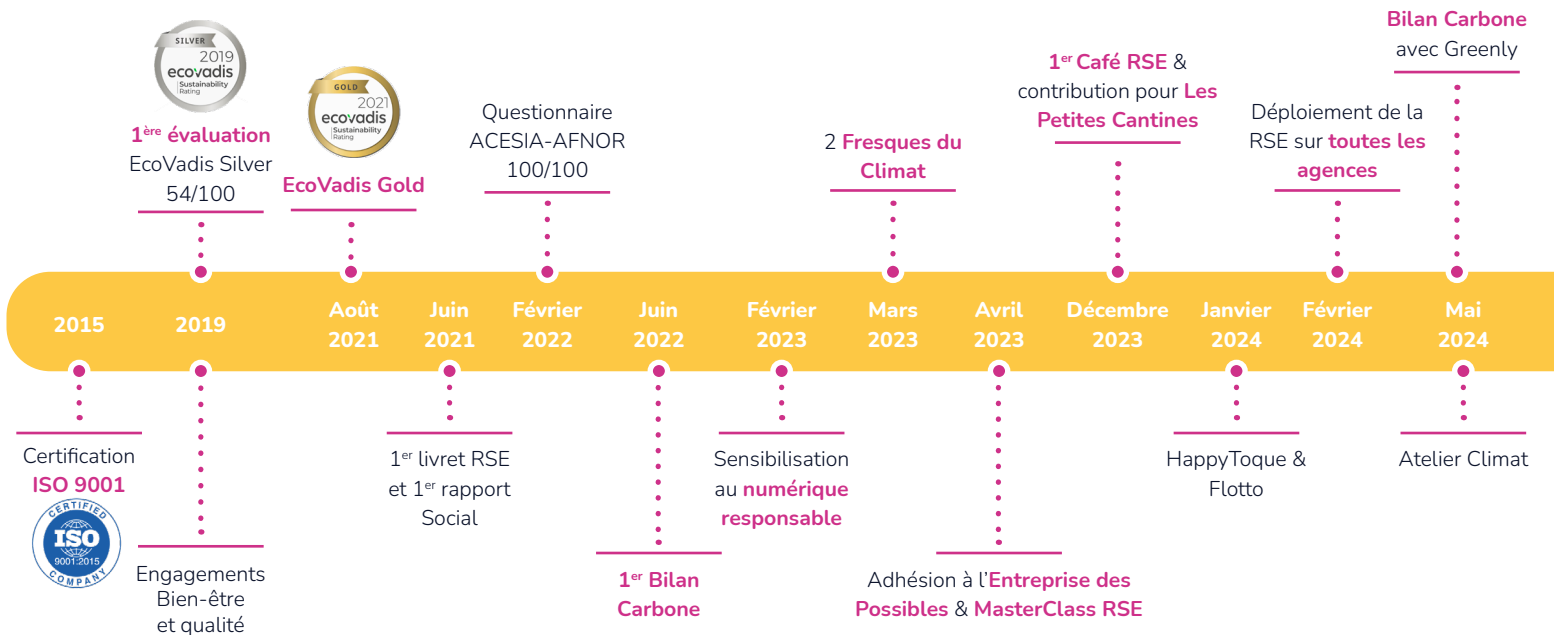 SILVER
2019
ecovadis
Sustainability
Rating
1ère évaluation
EcoVadis Silver
54/100
GOLD
2021
ecovadis
Sustainability
Rating
EcoVadis Gold
Questionnaire
ACESIA-AFNOR
100/100
2 Fresques du
Climat
1er Café RSE &
contribution pour Les
Petites Cantines
Déploiement de la
RSE sur toutes les
agences
Bilan Carbone
avec Greenly
2015
2019
Août
2021
Juin
2021
Février
2022
Juin
2022
Février
2023
Mars
2023
Avril
2023
Décembre
2023
Janvier
2024
Février
2024
Mai
2024
Certification
ISO 9001
CERTIFIED
ISO
9001:2015
COMPANY
Engagements
Bien-être
et qualité
1er livret RSE
et 1er rapport
Social
1er Bilan
Carbone
Sensibilisation
au numérique
responsable
Adhésion à l'Entreprise des
Possibles & MasterClass RSE
HappyToque &
Flotto
Atelier Climat